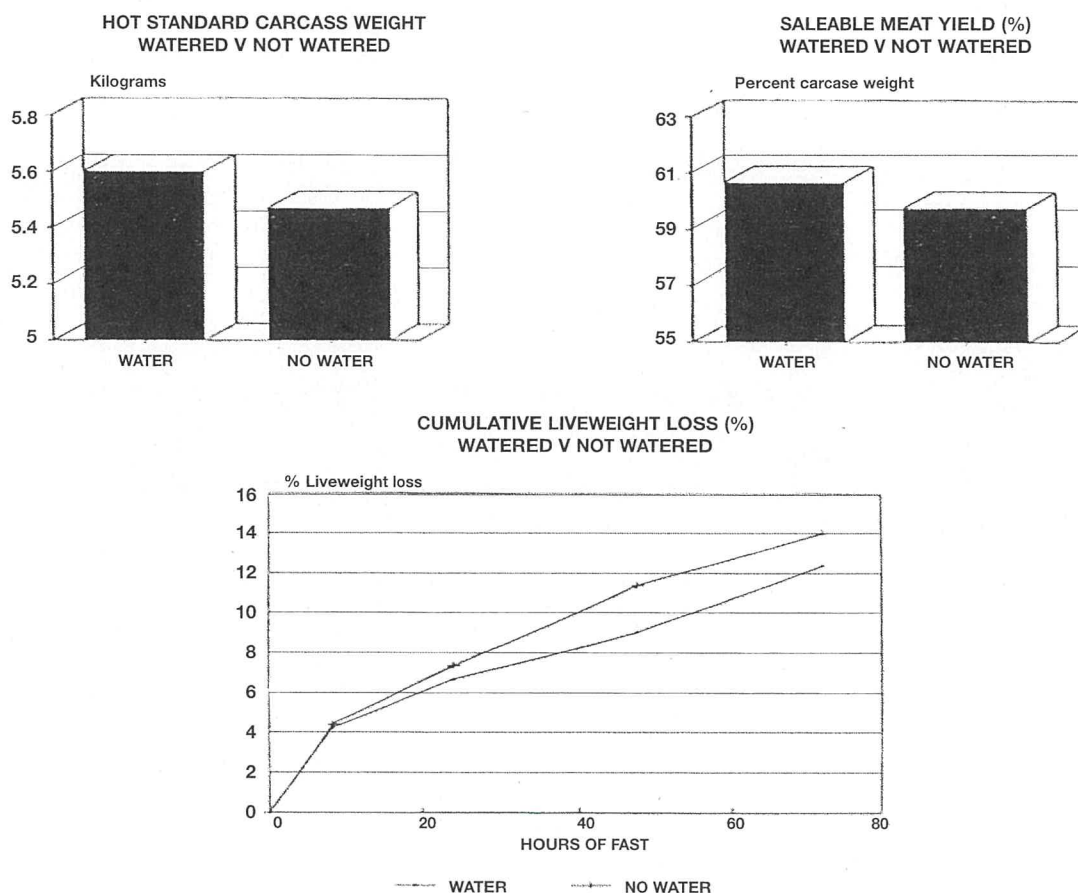 HOT STANDARD CARCASS WEIGHT
WATERED V NOT WATERED
Kilograms
5.8
5.6
5.4
5.2
5
WATER
NO WATER
SALEABLE MEAT YIELD (%)
WATERED V NOT WATERED
Percent carcase weight
63
61
59
57
55
WATER
NO WATER
CUMULATIVE LIVEWEIGHT LOSS (%)
WATERED V NOT WATERED
% Liveweight loss
16
14
12
10
8
6
4
2
0
0
20
40
60
80
HOURS OF FAST
WATER
NO WATER